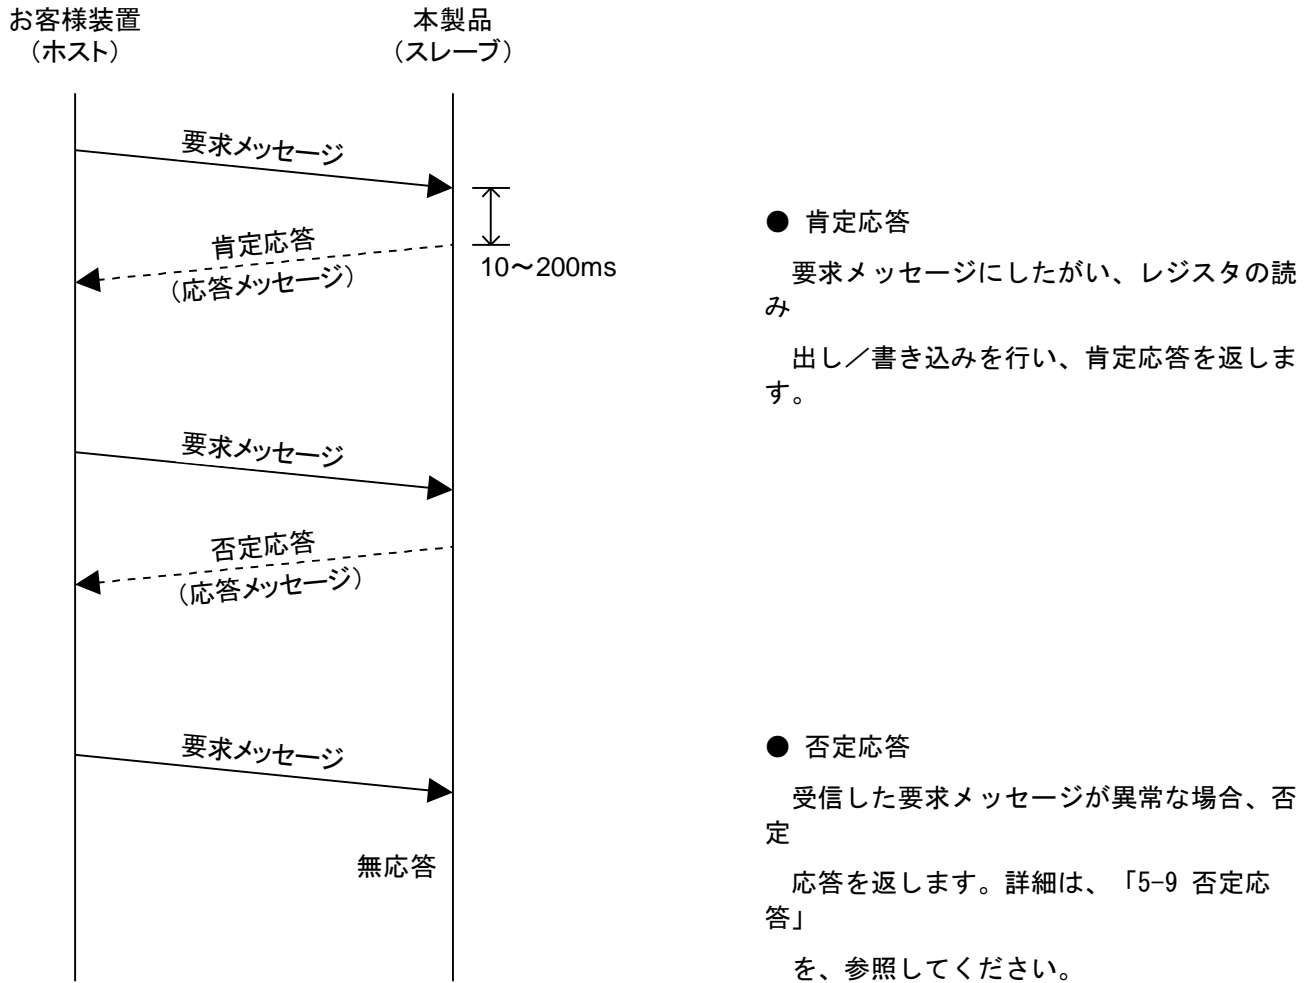 お客様装置
（ホスト）
本製品
（スレーブ）
要求メッセージ
肯定応答
（応答メッセージ）
10～200ms
要求メッセージ
否定応答
（応答メッセージ）
要求メッセージ
無応答
● 肯定応答
要求メッセージにしたがい、レジスタの読
み
出し／書き込みを行い、肯定応答を返しま
す。
● 否定応答
受信した要求メッセージが異常な場合、否
定
応答を返します。詳細は、「5-9 否定応
答」
を、参照してください。